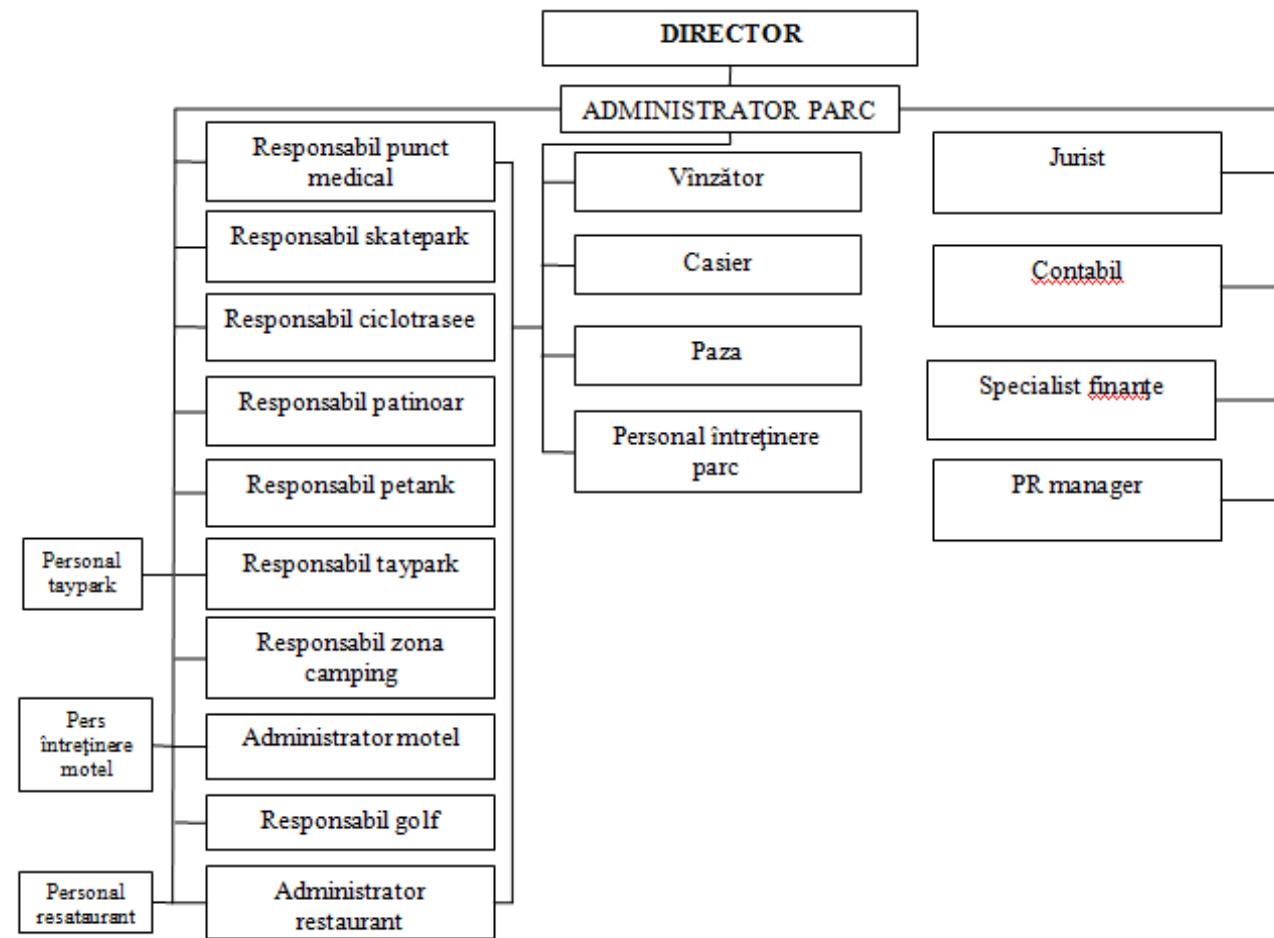 DIRECTOR
ADMINISTRATOR PARC
Responsabil punct
medical
Responsabil skatepark
Responsabil ciclotrasee
Responsabil patinoar
Responsabil petank
Responsabil taypark
Responsabil zona
camping
Administrator motel
Responsabil golf
Administrator
restaurant
Personal
taypark
Pers
întreţinere
motel
Personal
resataurant
Vînzător
Casier
Paza
Personal întreţinere
parc
Jurist
Contabil
Specialist finanţe
PR manager